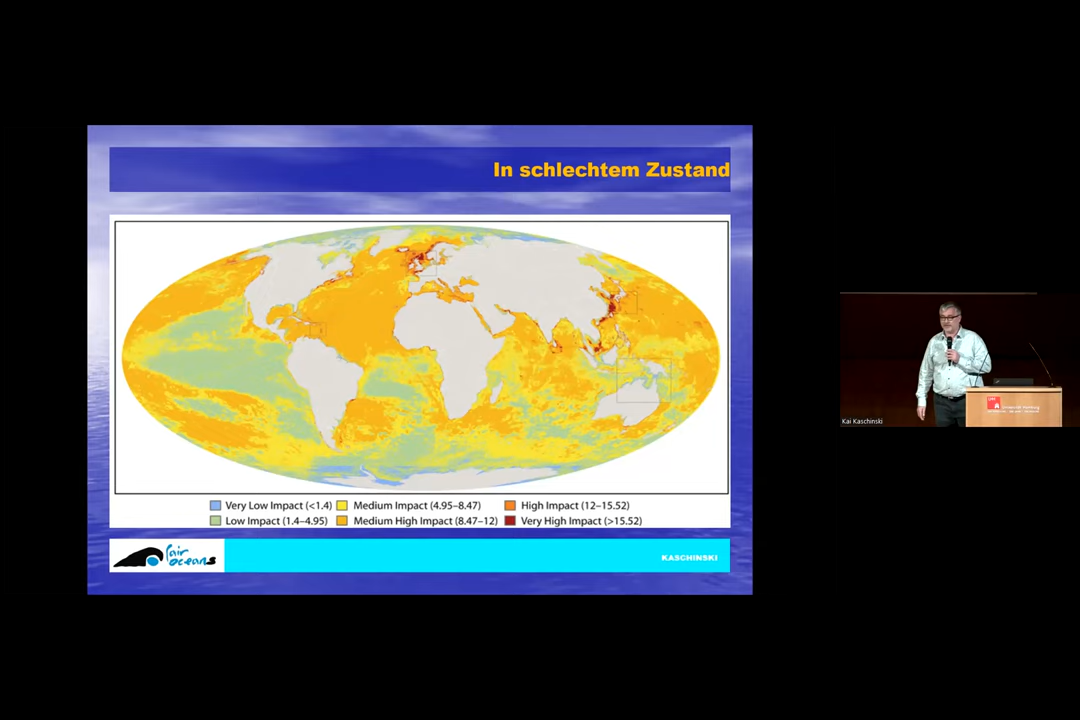 In schlechtem Zustand
Very Low Impact (<1.4)
Medium Impact (4.95–8.47)
High Impact (12–15.52)
Low Impact (1.4–4.95)
Medium High Impact (8.47–12)
Very High Impact (>15.52)
fair
oceans
KASCHINSKI
Kai Kaschinski
Universität Hamburg